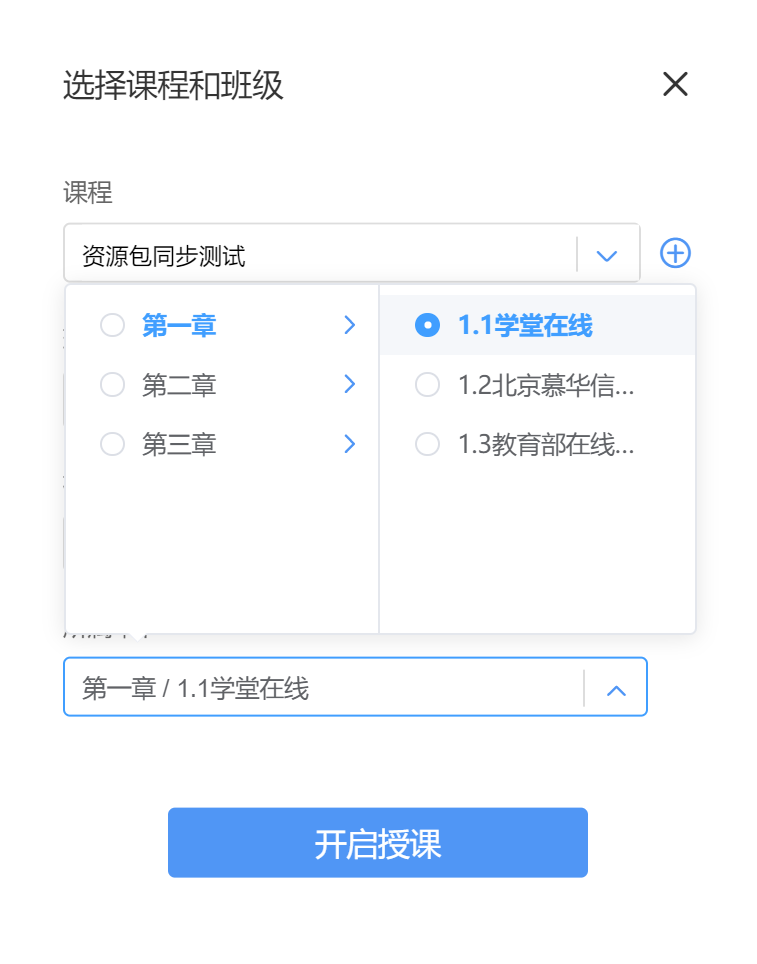 选择课程和班级
课程
资源包同步测试
第一章
1.1学堂在线
第二章
1.2北京慕华信...
第三章
1.3教育部在线...
第一章 / 1.1学堂在线
开启授课